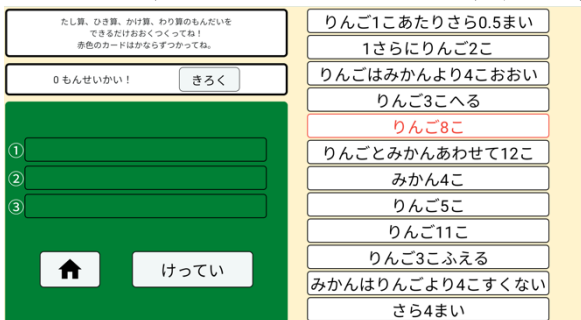 たし算、ひき算、かけ算、わり算のもんだいを
できるだけおおくつくってね！
赤色のカードはかならずつかってね。
0 もんせいかい！
きろく
①
②
③
けってい
りんご1こあたりさら0.5まい
1さらにりんご2こ
りんごはみかんより4こおおい
りんご3こへる
りんご8こ
りんごとみかんあわせて12こ
みかん4こ
りんご5こ
りんご11こ
りんご3こふえる
みかんはりんごより4こすくない
さら4まい